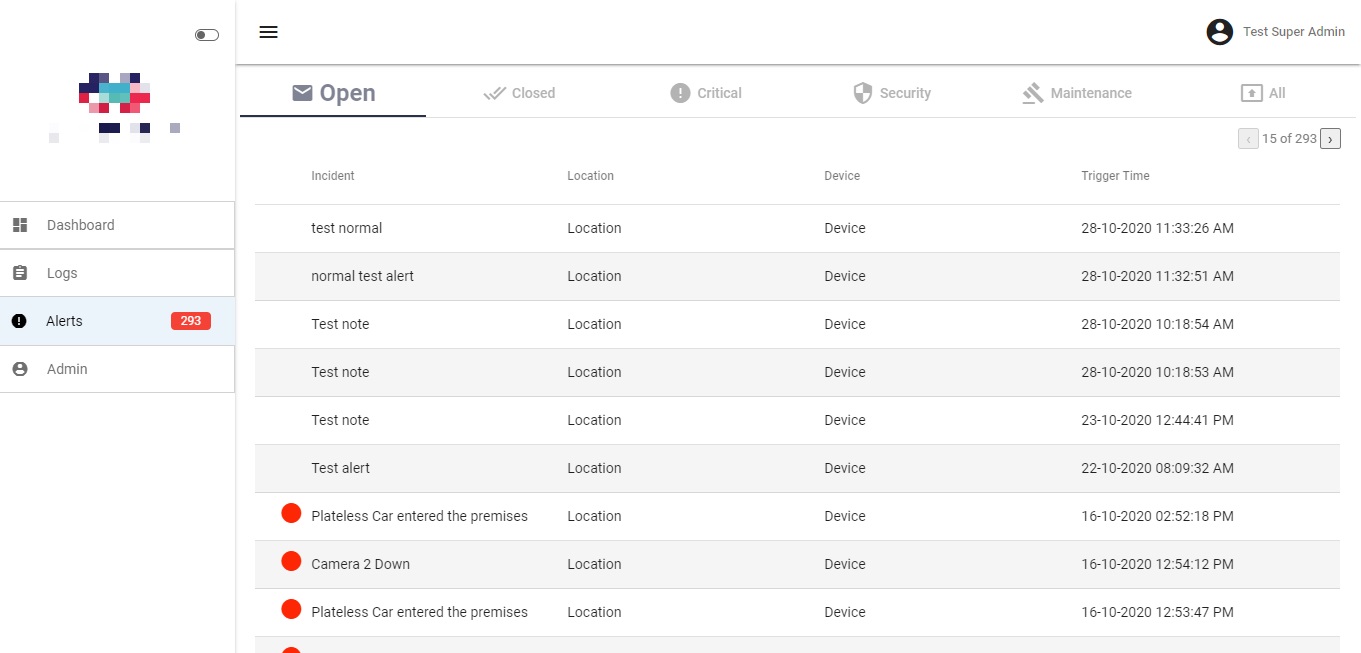 Test Super Admin
Open Closed Critical Security Maintenance All
‹ 15 of 293 ›
Incident Location Device Trigger Time
Dashboard
Logs
Alerts 293
Admin
test normal Location Device 28-10-2020 11:33:26 AM
normal test alert Location Device 28-10-2020 11:32:51 AM
Test note Location Device 28-10-2020 10:18:54 AM
Test note Location Device 28-10-2020 10:18:53 AM
Test note Location Device 23-10-2020 12:44:41 PM
Test alert Location Device 22-10-2020 08:09:32 AM
Plateless Car entered the premises Location Device 16-10-2020 02:52:18 PM
Camera 2 Down Location Device 16-10-2020 12:54:12 PM
Plateless Car entered the premises Location Device 16-10-2020 12:53:47 PM